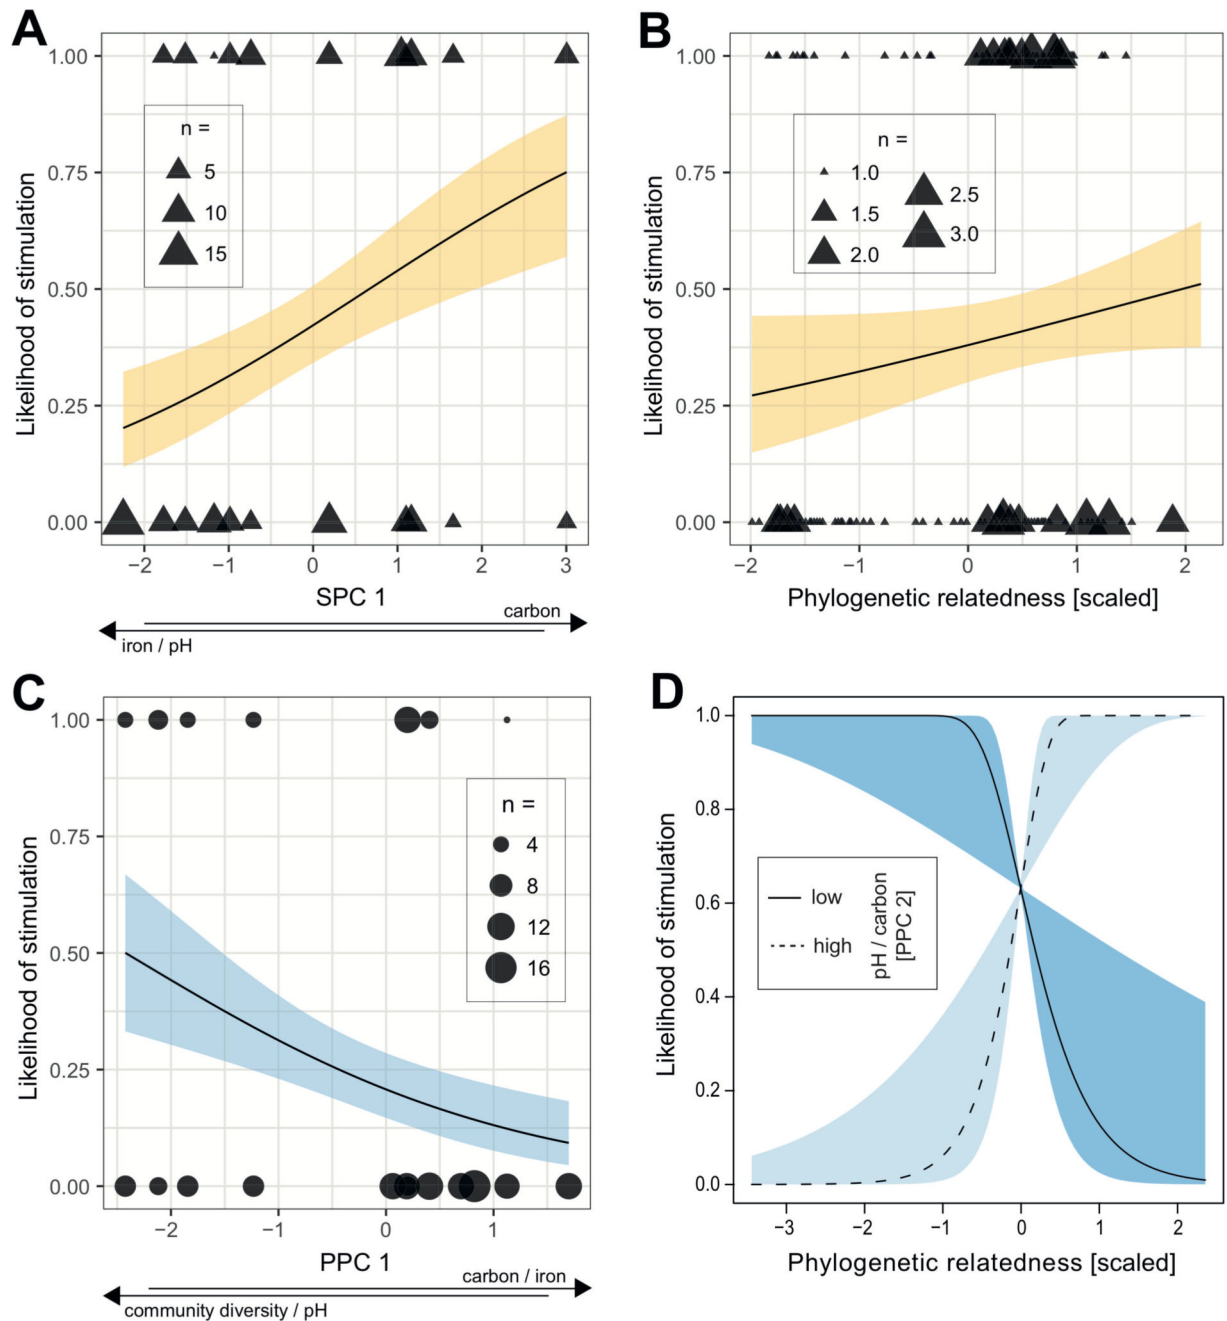 A
Likelihood of stimulation
1.00
0.75
0.50
0.25
0.00
n =
5
10
15
−2
−1
0
1
2
3
SPC 1
carbon
iron / pH
B
Likelihood of stimulation
1.00
0.75
0.50
0.25
0.00
n =
1.0
1.5
2.0
2.5
3.0
−2
−1
0
1
2
Phylogenetic relatedness [scaled]
C
Likelihood of stimulation
1.00
0.75
0.50
0.25
0.00
n =
4
8
12
16
−2
−1
0
1
PPC 1
carbon / iron
community diversity / pH
D
Likelihood of stimulation
1.0
0.8
0.6
0.4
0.2
0.0
low
high
pH / carbon
[PPC 2]
−3
−2
−1
0
1
2
Phylogenetic relatedness [scaled]